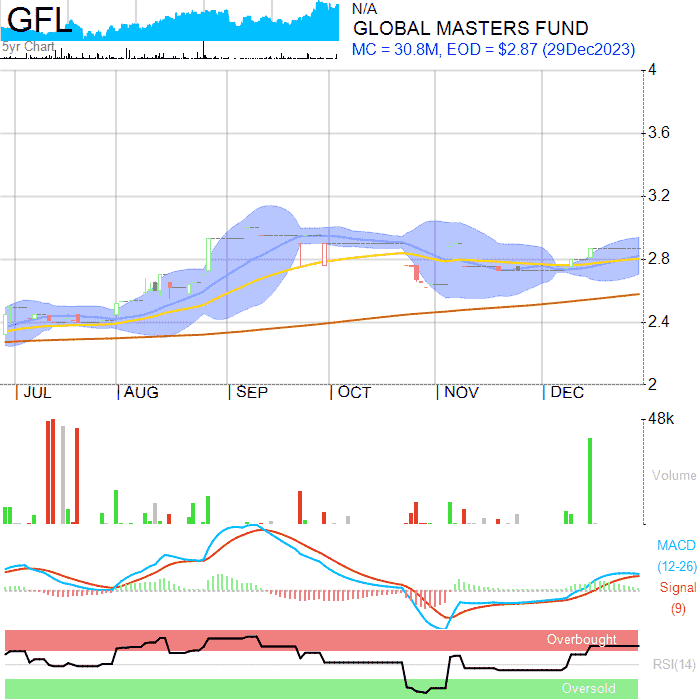 GFL
N/A
GLOBAL MASTERS FUND
5yr Chart
MC = 30.8M, EOD = $2.87 (29Dec2023)
4
3.6
3.2
2.8
2.4
2
JUL AUG SEP OCT NOV DEC
48k
Volume
MACD
(12-26)
Signal
(9)
Overbought
RSI(14)
Oversold